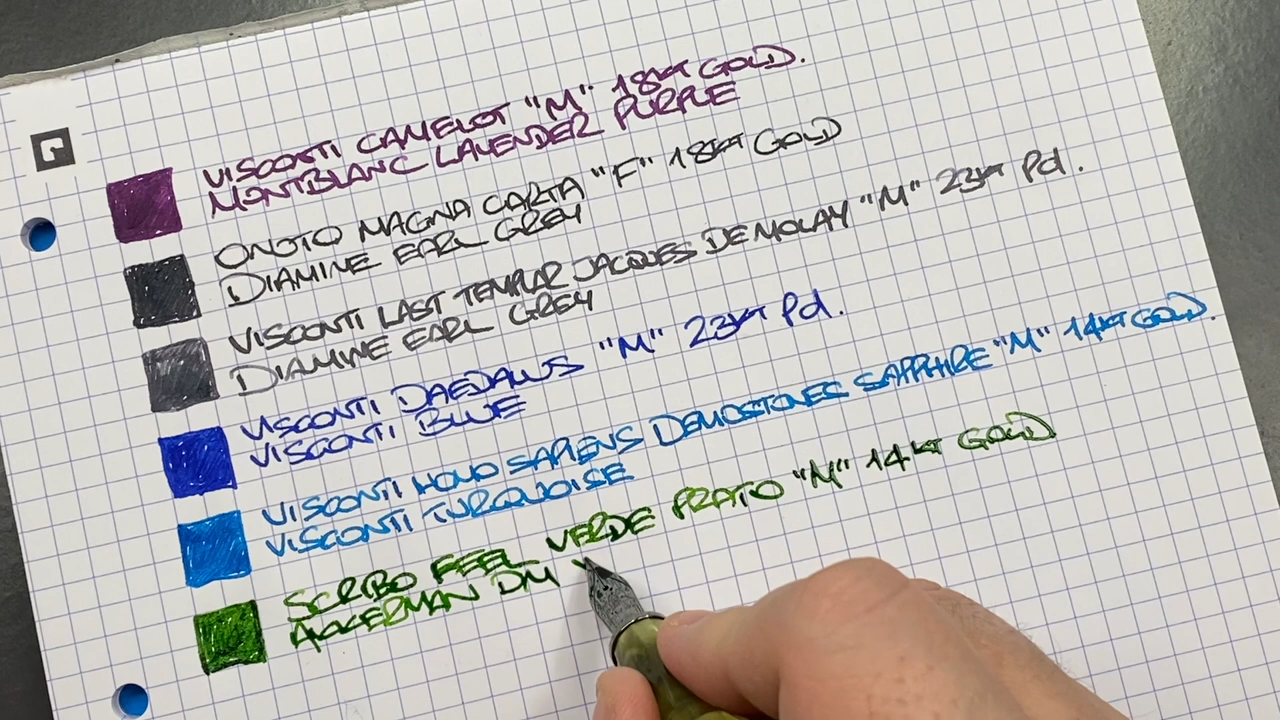 VISCONTI CAMELOT "M" 18KT GOLD.
MONTBLANC LAVENDER PURPLE
ONOTO MAGNA CARTA "F" 18KT GOLD
DIAMINE EARL GREY
VISCONTI LAST TEMPLAR JACQUES DE MOLAY "M" 23KT Pd.
DIAMINE EARL GREY
VISCONTI DAEDALUS "M" 23KT Pd.
VISCONTI BLUE
VISCONTI HOMO SAPIENS DEMOSTONES SAPPHIRE "M" 14KT GOLD.
VISCONTI TURQUOISE
SCRIBO FEEL VERDE PRATO "M" 14KT GOLD
AKKERMAN DM